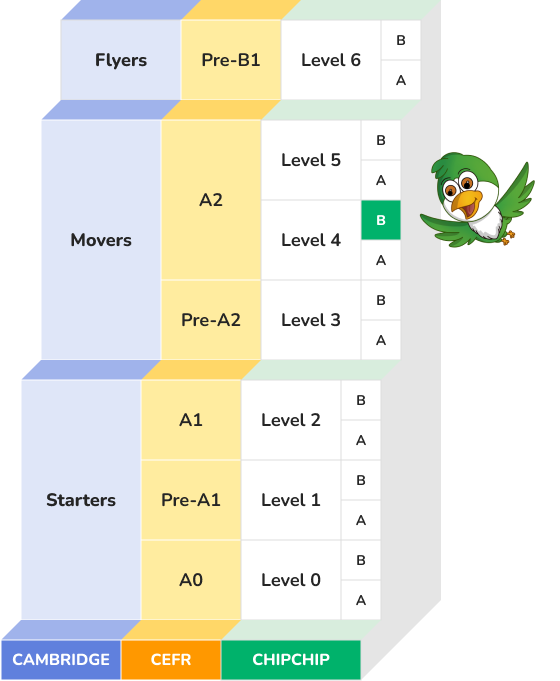 Flyers
Pre-B1
Level 6
B
A
Movers
A2
Level 5
B
A
Level 4
B
A
Pre-A2
Level 3
B
A
Starters
A1
Level 2
B
A
Pre-A1
Level 1
B
A
A0
Level 0
B
A
CAMBRIDGE
CEFR
CHIPCHIP